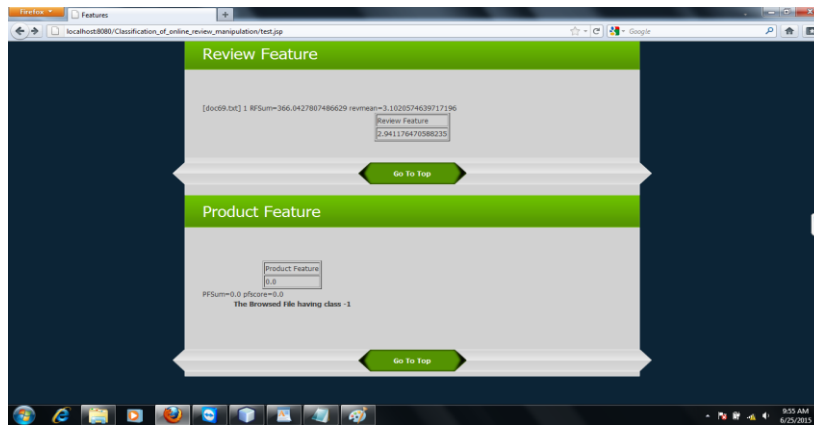 Firefox
Features
localhost:8080/Classification_of_online_review_manipulation/test.jsp
Google
Review Feature
[doc69.txt] 1 RFSum=366.0427807486629 revmean=3.1020574639717196
Review Feature
2.941176470588235
Go To Top
Product Feature
Product Feature
0.0
PFSum=0.0 pfscore=0.0
The Browsed File having class -1
Go To Top
9:55 AM
6/25/2015